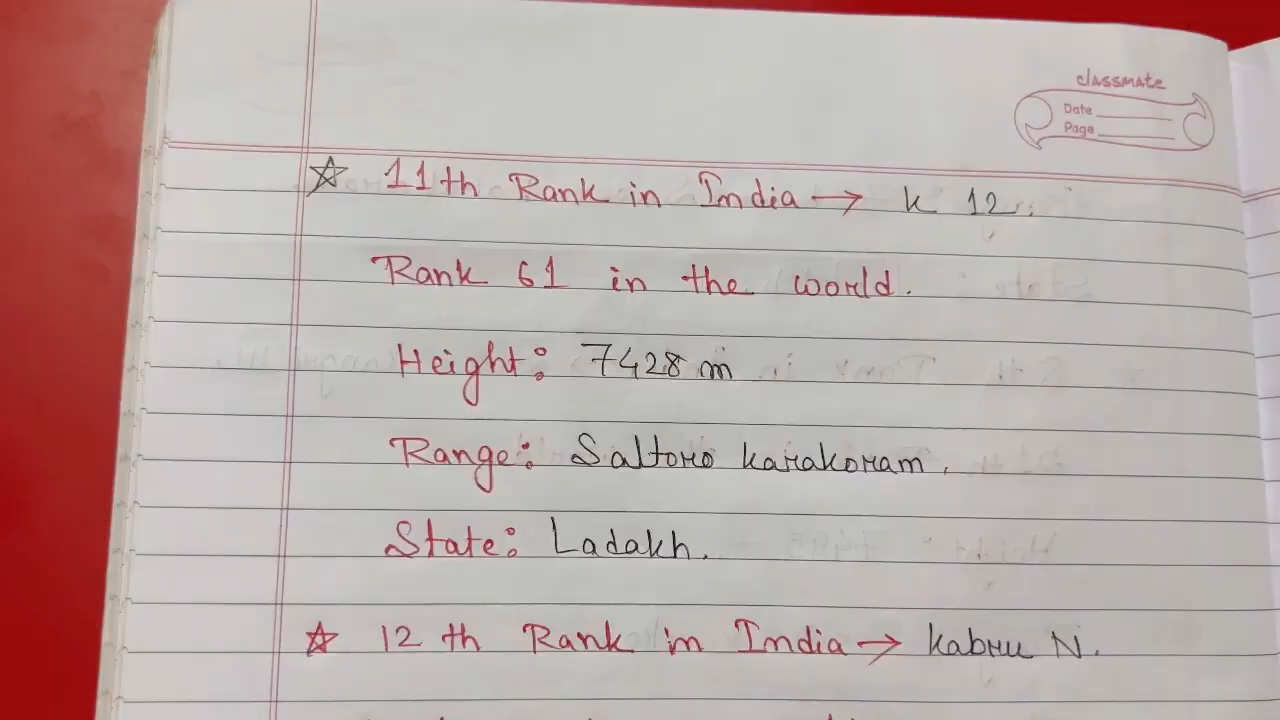 classmate
Date
Page
☆ 11th Rank in India → K 12.
Rank 61 in the world.
Height: 7428 m
Range: Saltoro Karakoram.
State: Ladakh.
☆ 12 th Rank in India → Kabru N.